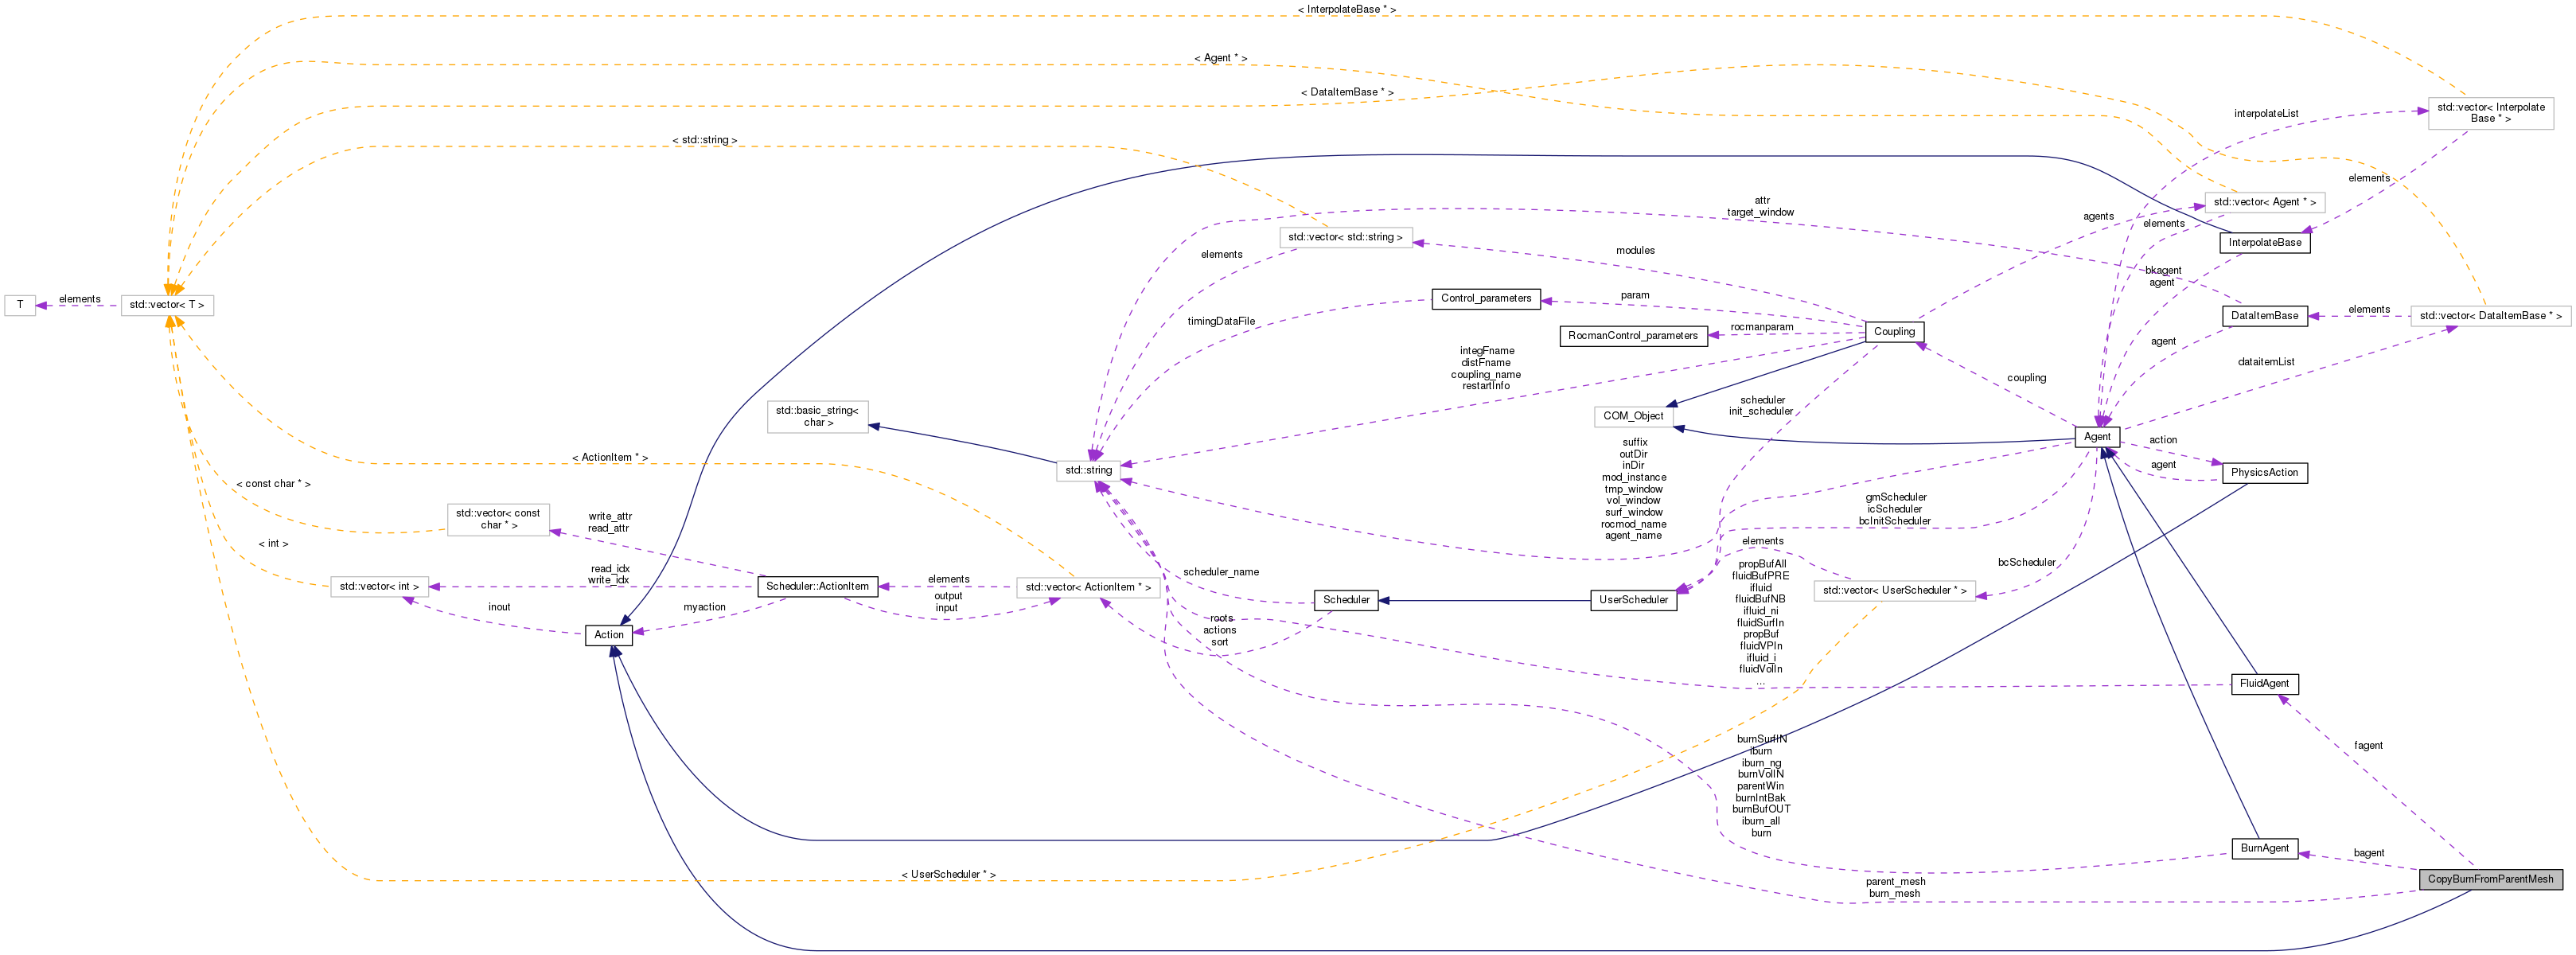 < InterpolateBase * >
< Agent * >
< DataItemBase * >
< std::string >
std::vector< Interpolate
Base * >
interpolateList
elements
std::vector< Agent * >
attr
target_window
agents
elements
std::vector< std::string >
InterpolateBase
modules
elements
bkagent
agent
T
elements
std::vector< T >
Control_parameters
param
timingDataFile
DataItemBase
elements
std::vector< DataItemBase * >
RocmanControl_parameters
rocmanparam
Coupling
agent
integFname
distFname
coupling_name
restartInfo
dataitemList
coupling
std::basic_string<
char >
COM_Object
scheduler
init_scheduler
Agent
action
agent
PhysicsAction
suffix
outDir
inDir
mod_instance
tmp_window
vol_window
surf_window
rocmod_name
agent_name
< ActionItem * >
std::string
< const char * >
std::vector< const
char * >
write_attr
read_attr
gmScheduler
icScheduler
bcInitScheduler
< int >
elements
bcScheduler
std::vector< int >
read_idx
write_idx
Scheduler::ActionItem
elements
std::vector< ActionItem * >
scheduler_name
output
input
inout
myaction
Scheduler
UserScheduler
std::vector< UserScheduler * >
propBufAll
fluidBufPRE
ifluid
fluidBufNB
ifluid_ni
fluidSurfIn
propBuf
fluidVPIn
ifluid_i
fluidVolIn
...
Action
roots
actions
sort
FluidAgent
fagent
burnSurfIN
iburn
iburn_ng
burnVolIN
parentWin
burnIntBak
burnBufOUT
iburn_all
burn
BurnAgent
bagent
< UserScheduler * >
parent_mesh
burn_mesh
CopyBurnFromParentMesh